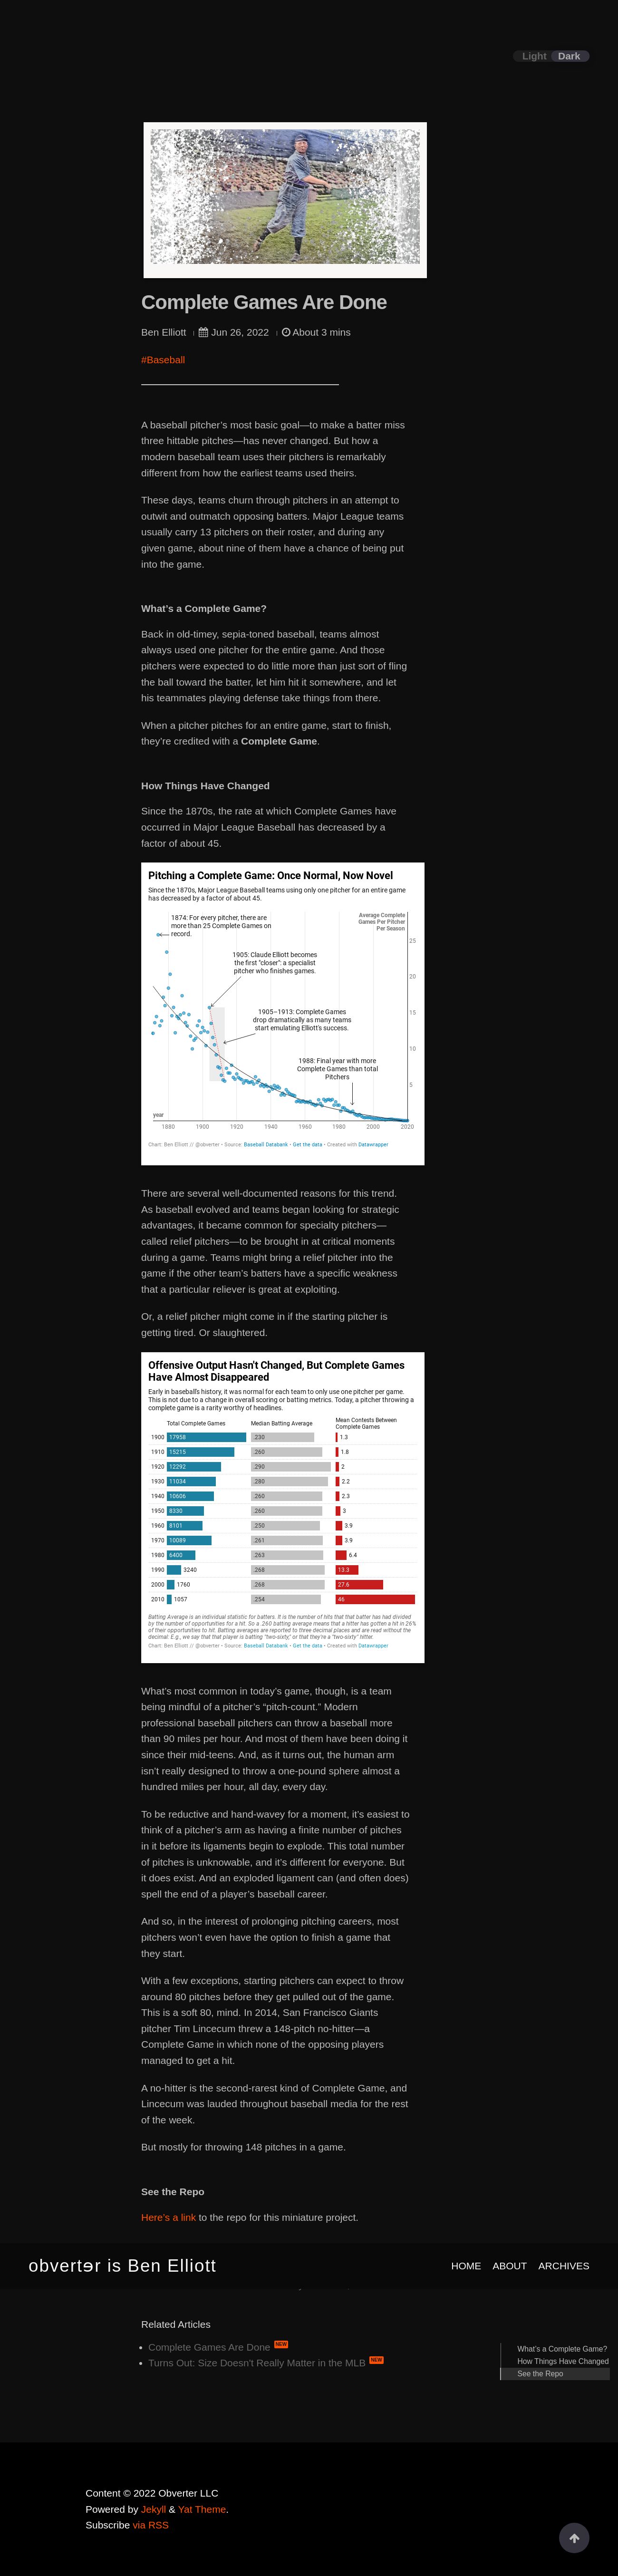 Light Dark
Complete Games Are Done
Ben Elliott Jun 26, 2022 About 3 mins
#Baseball
A baseball pitcher’s most basic goal—to make a batter miss
three hittable pitches—has never changed. But how a
modern baseball team uses their pitchers is remarkably
different from how the earliest teams used theirs.
These days, teams churn through pitchers in an attempt to
outwit and outmatch opposing batters. Major League teams
usually carry 13 pitchers on their roster, and during any
given game, about nine of them have a chance of being put
into the game.
What’s a Complete Game?
Back in old-timey, sepia-toned baseball, teams almost
always used one pitcher for the entire game. And those
pitchers were expected to do little more than just sort of fling
the ball toward the batter, let him hit it somewhere, and let
his teammates playing defense take things from there.
When a pitcher pitches for an entire game, start to finish,
they’re credited with a Complete Game.
How Things Have Changed
Since the 1870s, the rate at which Complete Games have
occurred in Major League Baseball has decreased by a
factor of about 45.
Pitching a Complete Game: Once Normal, Now Novel
Since the 1870s, Major League Baseball teams using only one pitcher for an entire game
has decreased by a factor of about 45.
1874: For every pitcher, there are
more than 25 Complete Games on
record.
Average Complete
Games Per Pitcher
Per Season
25
1905: Claude Elliott becomes
the first "closer": a specialist
pitcher who finishes games.
20
1905–1913: Complete Games
drop dramatically as many teams
start emulating Elliott's success.
15
10
1988: Final year with more
Complete Games than total
Pitchers
5
year
1880 1900 1920 1940 1960 1980 2000 2020
Chart: Ben Elliott // @obverter • Source: Baseball Databank • Get the data • Created with Datawrapper
There are several well-documented reasons for this trend.
As baseball evolved and teams began looking for strategic
advantages, it became common for specialty pitchers—
called relief pitchers—to be brought in at critical moments
during a game. Teams might bring a relief pitcher into the
game if the other team’s batters have a specific weakness
that a particular reliever is great at exploiting.
Or, a relief pitcher might come in if the starting pitcher is
getting tired. Or slaughtered.
Offensive Output Hasn't Changed, But Complete Games
Have Almost Disappeared
Early in baseball's history, it was normal for each team to only use one pitcher per game.
This is not due to a change in overall scoring or batting metrics. Today, a pitcher throwing a
complete game is a rarity worthy of headlines.
Total Complete Games Median Batting Average Mean Contests Between
Complete Games
1900 17958 .230 1.3
1910 15215 .260 1.8
1920 12292 .290 2
1930 11034 .280 2.2
1940 10606 .260 2.3
1950 8330 .260 3
1960 8101 .250 3.9
1970 10089 .261 3.9
1980 6400 .263 6.4
1990 3240 .268 13.3
2000 1760 .268 27.6
2010 1057 .254 46
Batting Average is an individual statistic for batters. It is the number of hits that that batter has had divided
by the number of opportunities for a hit. So a .260 batting average means that a hitter has gotten a hit in 26%
of their opportunities to hit. Batting averages are reported to three decimal places and are read without the
decimal. E.g., we say that that player is batting "two-sixty," or that they're a "two-sixty" hitter.
Chart: Ben Elliott // @obverter • Source: Baseball Databank • Get the data • Created with Datawrapper
What’s most common in today’s game, though, is a team
being mindful of a pitcher’s “pitch-count.” Modern
professional baseball pitchers can throw a baseball more
than 90 miles per hour. And most of them have been doing it
since their mid-teens. And, as it turns out, the human arm
isn’t really designed to throw a one-pound sphere almost a
hundred miles per hour, all day, every day.
To be reductive and hand-wavey for a moment, it’s easiest to
think of a pitcher’s arm as having a finite number of pitches
in it before its ligaments begin to explode. This total number
of pitches is unknowable, and it’s different for everyone. But
it does exist. And an exploded ligament can (and often does)
spell the end of a player’s baseball career.
And so, in the interest of prolonging pitching careers, most
pitchers won’t even have the option to finish a game that
they start.
With a few exceptions, starting pitchers can expect to throw
around 80 pitches before they get pulled out of the game.
This is a soft 80, mind. In 2014, San Francisco Giants
pitcher Tim Lincecum threw a 148-pitch no-hitter—a
Complete Game in which none of the opposing players
managed to get a hit.
A no-hitter is the second-rarest kind of Complete Game, and
Lincecum was lauded throughout baseball media for the rest
of the week.
But mostly for throwing 148 pitches in a game.
See the Repo
Here’s a link to the repo for this miniature project.
obvertɘr is Ben Elliott HOME ABOUT ARCHIVES
Related Articles
Complete Games Are Done NEW
Turns Out: Size Doesn't Really Matter in the MLB NEW
What’s a Complete Game?
How Things Have Changed
See the Repo
Content © 2022 Obverter LLC
Powered by Jekyll & Yat Theme.
Subscribe via RSS